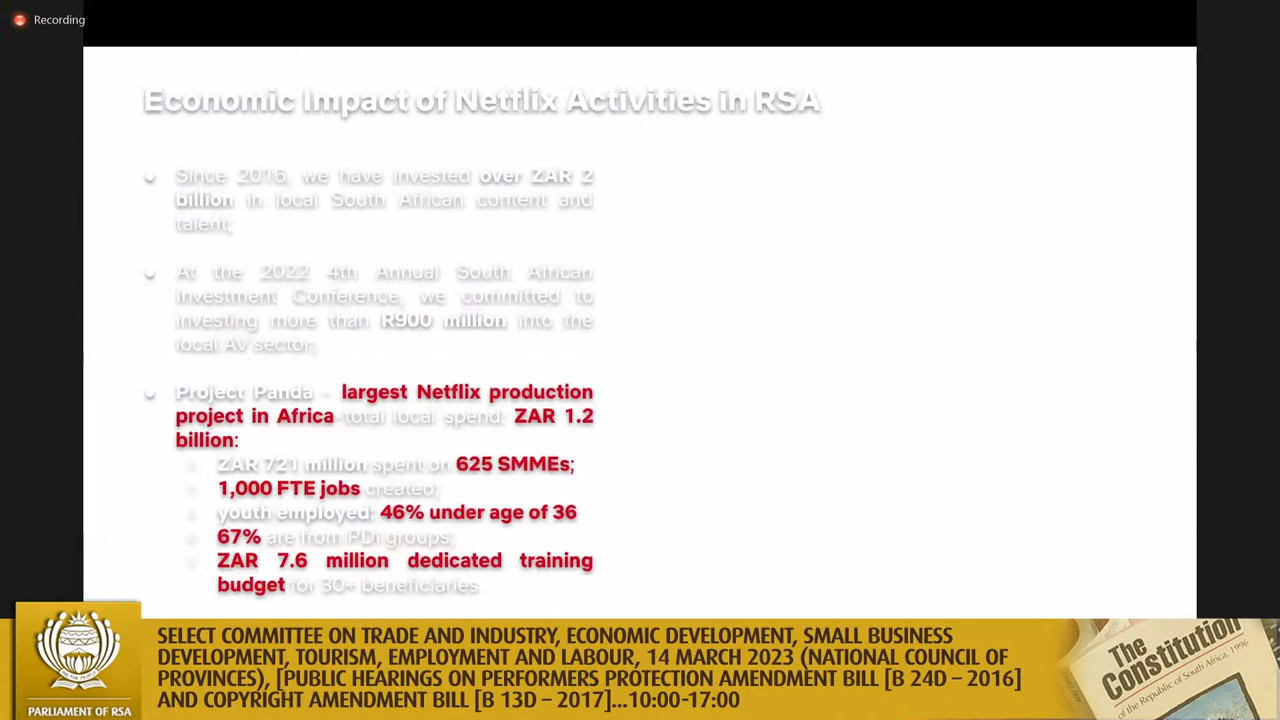 Recording
Economic Impact of Netflix Activities in RSA
● Since 2016, we have invested over ZAR 2
billion in local South African content and
talent;
● At the 2022 4th Annual South African
Investment Conference, we committed to
investing more than R900 million into the
local AV sector;
● Project Panda - largest Netflix production
project in Africa -total local spend: ZAR 1.2
billion:
ZAR 721 million spent on 625 SMMEs;
1,000 FTE jobs created;
youth employed: 46% under age of 36
67% are from PDI groups;
ZAR 7.6 million dedicated training
budget for 30+ beneficiaries
SELECT COMMITTEE ON TRADE AND INDUSTRY, ECONOMIC DEVELOPMENT, SMALL BUSINESS
DEVELOPMENT, TOURISM, EMPLOYMENT AND LABOUR, 14 MARCH 2023 (NATIONAL COUNCIL OF
PROVINCES), [PUBLIC HEARINGS ON PERFORMERS PROTECTION AMENDMENT BILL [B 24D – 2016]
AND COPYRIGHT AMENDMENT BILL [B 13D – 2017]...10:00-17:00
PARLIAMENT OF RSA
The
Constitution
of the Republic of South Africa, 1996